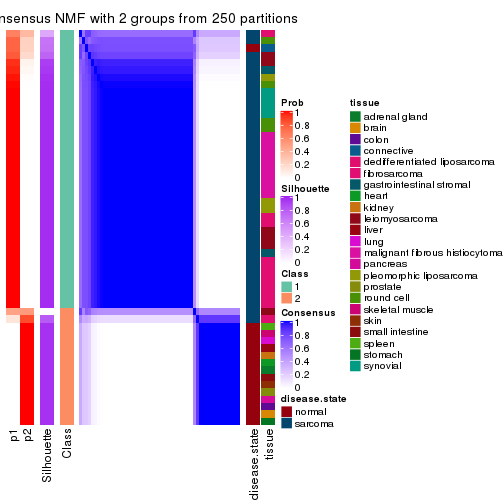 nsensus NMF with 2 groups from 250 partitions
p1
p2
Silhouette
Class
disease.state
tissue
Prob
1
0.8
0.6
0.4
0.2
0
Silhouette
1
0.8
0.6
0.4
0.2
0
Class
1
2
Consensus
1
0.8
0.6
0.4
0.2
0
disease.state
normal
sarcoma
tissue
adrenal gland
brain
colon
connective
dedifferentiated liposarcoma
fibrosarcoma
gastrointestinal stromal
heart
kidney
leiomyosarcoma
liver
lung
malignant fibrous histiocytoma
pancreas
pleomorphic liposarcoma
prostate
round cell
skeletal muscle
skin
small intestine
spleen
stomach
synovial